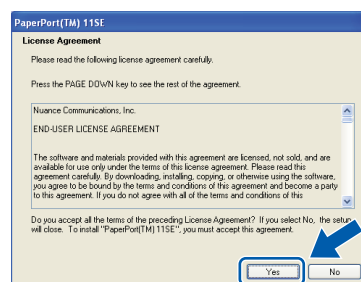 PaperPort(TM) 11SE
License Agreement
Please read the following license agreement carefully.
Press the PAGE DOWN key to see the rest of the agreement.
Nuance Communications, Inc.
END-USER LICENSE AGREEMENT
The software and materials provided with this agreement are licensed, not sold, and are
available for use only under the terms of this license agreement. Please read this
agreement carefully. By downloading, installing, copying, or otherwise using the software,
you agree to be bound by the terms and conditions of this agreement and become a party
to this agreement. If you do not agree with all of the terms and conditions of this
Do you accept all the terms of the preceding License Agreement? If you select No, the setup
will close. To install "PaperPort(TM) 11SE", you must accept this agreement.
Yes
No